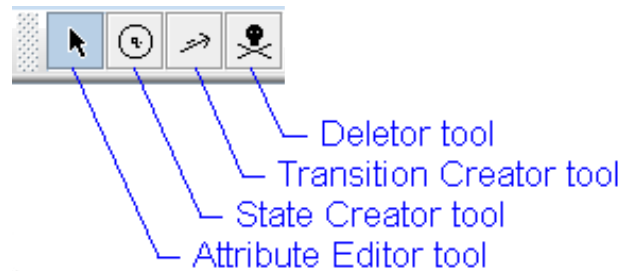 q
Deletor tool
Transition Creator tool
State Creator tool
Attribute Editor tool